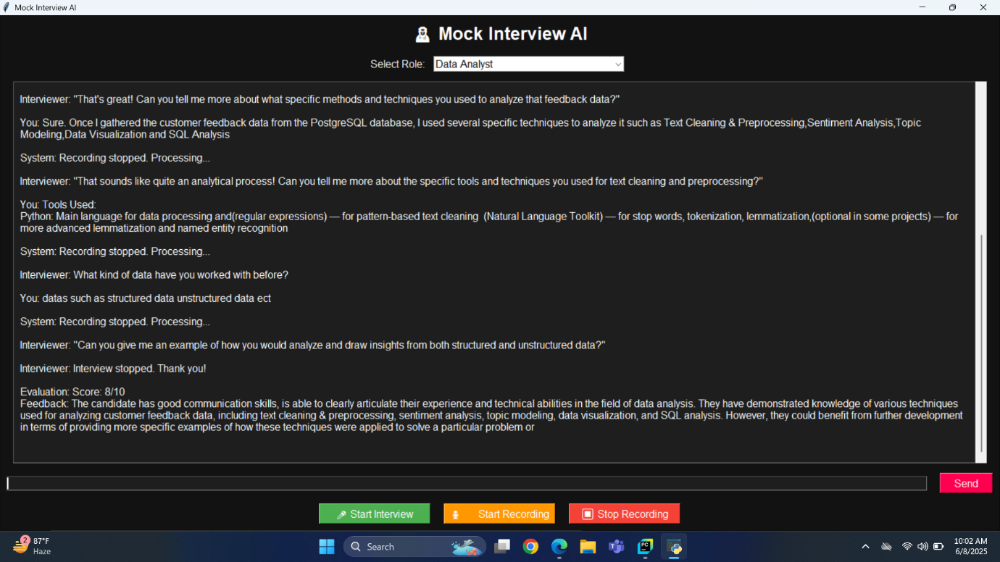 Mock Interview AI
Mock Interview AI
Select Role: Data Analyst
Interviewer: "That's great! Can you tell me more about what specific methods and techniques you used to analyze that feedback data?"
You: Sure. Once I gathered the customer feedback data from the PostgreSQL database, I used several specific techniques to analyze it such as Text Cleaning & Preprocessing,Sentiment Analysis,Topic
Modeling,Data Visualization and SQL Analysis
System: Recording stopped. Processing...
Interviewer: "That sounds like quite an analytical process! Can you tell me more about the specific tools and techniques you used for text cleaning and preprocessing?"
You: Tools Used:
Python: Main language for data processing and(regular expressions) — for pattern-based text cleaning  (Natural Language Toolkit) — for stop words, tokenization, lemmatization,(optional in some projects) — for
more advanced lemmatization and named entity recognition
System: Recording stopped. Processing...
Interviewer: What kind of data have you worked with before?
You: datas such as structured data unstructured data ect
System: Recording stopped. Processing...
Interviewer: "Can you give me an example of how you would analyze and draw insights from both structured and unstructured data?"
Interviewer: Interview stopped. Thank you!
Evaluation: Score: 8/10
Feedback: The candidate has good communication skills, is able to clearly articulate their experience and technical abilities in the field of data analysis. They have demonstrated knowledge of various techniques
used for analyzing customer feedback data, including text cleaning & preprocessing, sentiment analysis, topic modeling, data visualization, and SQL analysis. However, they could benefit from further development
in terms of providing more specific examples of how these techniques were applied to solve a particular problem or
Send
Start Interview Start Recording Stop Recording
2 87°F
Haze
Search
PC
10:02 AM
6/8/2025